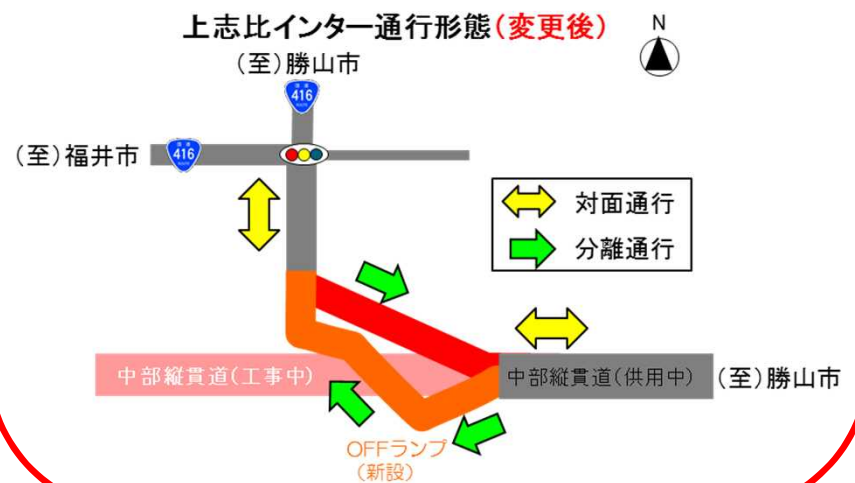 上志比インター通行形態(変更後)
N
(至)勝山市
416
(至)福井市
416
対面通行
分離通行
中部縦貫道(工事中)
中部縦貫道(供用中)
(至)勝山市
OFFランプ
(新設)